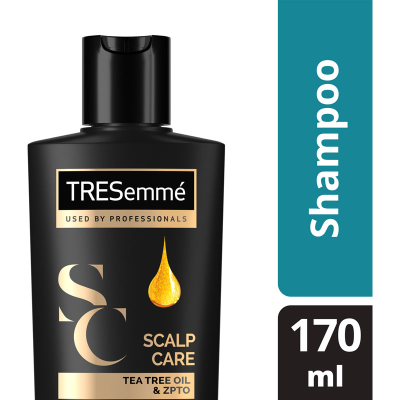 TRESemmé
USED BY PROFESSIONALS
SC
SCALP
CARE
TEA TREE OIL
& ZPTO
Shampoo
170
ml